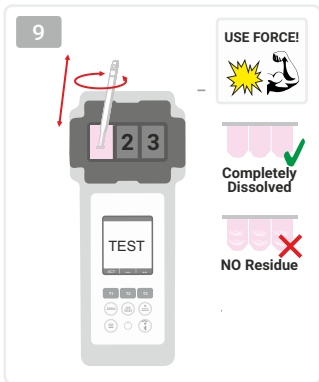 9
USE FORCE!
2 3
Completely
Dissolved
TEST
NO Residue